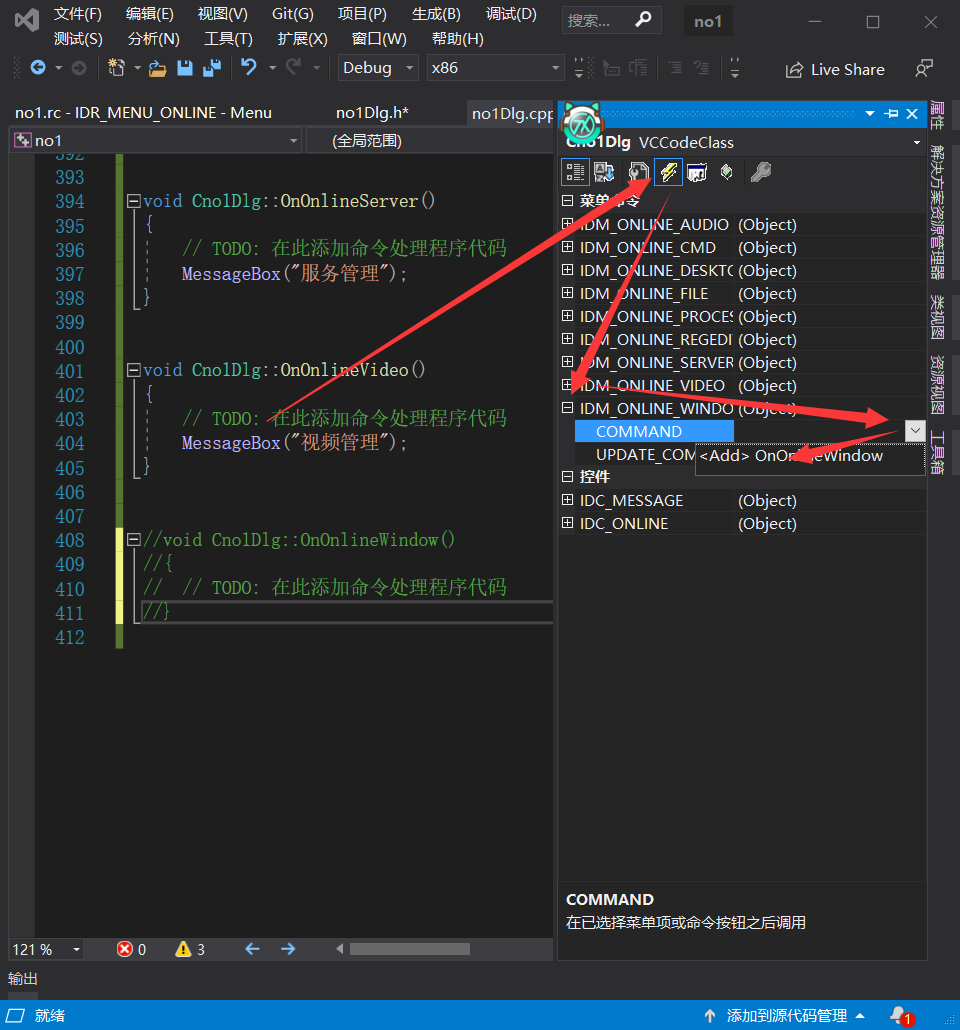 文件(F) 编辑(E) 视图(V) Git(G) 项目(P) 生成(B) 调试(D) 搜索... no1
测试(S) 分析(N) 工具(T) 扩展(X) 窗口(W) 帮助(H)
Debug x86 Live Share
no1.rc - IDR_MENU_ONLINE - Menu no1Dlg.h* no1Dlg.cpp
no1 (全局范围)
392
393
394 void Cno1Dlg::OnOnlineServer()
395 {
396 // TODO: 在此添加命令处理程序代码
397 MessageBox("服务管理");
398 }
399
400
401 void Cno1Dlg::OnOnlineVideo()
402 {
403 // TODO: 在此添加命令处理程序代码
404 MessageBox("视频管理");
405 }
406
407
408 //void Cno1Dlg::OnOnlineWindow()
409 //{
410 // // TODO: 在此添加命令处理程序代码
411 //}
412
121 % 0 3
输出
就绪
Cno1Dlg VCCodeClass
菜单命令
IDM_ONLINE_AUDIO (Object)
IDM_ONLINE_CMD (Object)
IDM_ONLINE_DESKTO (Object)
IDM_ONLINE_FILE (Object)
IDM_ONLINE_PROCES (Object)
IDM_ONLINE_REGEDI (Object)
IDM_ONLINE_SERVER (Object)
IDM_ONLINE_VIDEO (Object)
IDM_ONLINE_WINDO (Object)
COMMAND
UPDATE_COM <Add> OnOnlineWindow
控件
IDC_MESSAGE (Object)
IDC_ONLINE (Object)
COMMAND
在已选择菜单项或命令按钮之后调用
属性
解决方案资源管理器
类视图
资源视图
工具箱
添加到源代码管理 1